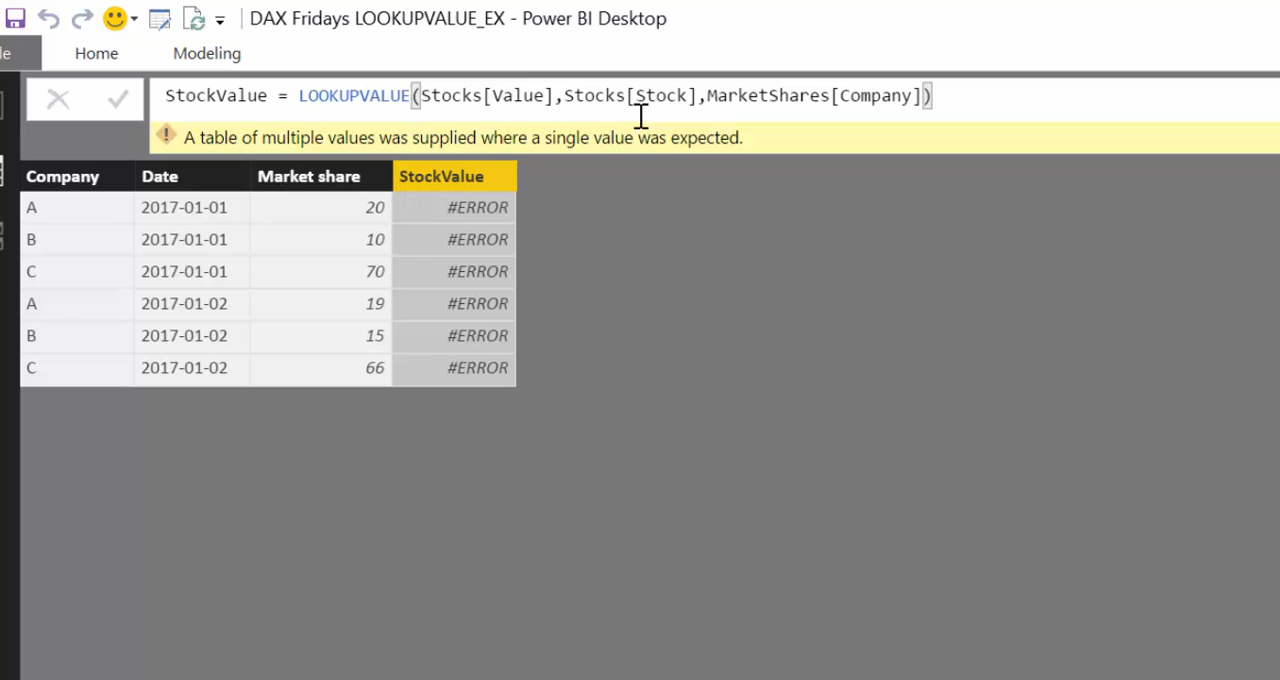 DAX Fridays LOOKUPVALUE_EX - Power BI Desktop
le Home Modeling
StockValue = LOOKUPVALUE(Stocks[Value],Stocks[Stock],MarketShares[Company])
A table of multiple values was supplied where a single value was expected.
Company Date Market share StockValue
A 2017-01-01 20 #ERROR
B 2017-01-01 10 #ERROR
C 2017-01-01 70 #ERROR
A 2017-01-02 19 #ERROR
B 2017-01-02 15 #ERROR
C 2017-01-02 66 #ERROR